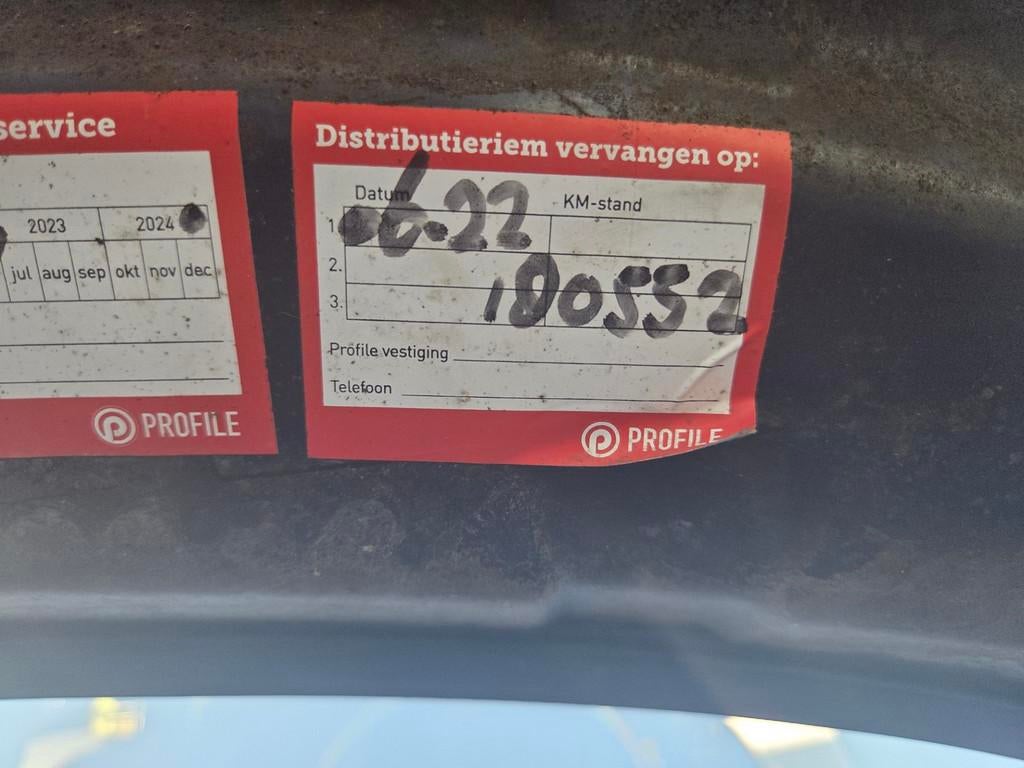 service
2023 2024
jul aug sep okt nov dec
PROFILE
Distributieriem vervangen op:
Datum KM-stand
1. 06-22
2.
3. 180552
Profile vestiging
Telefoon
PROFILE